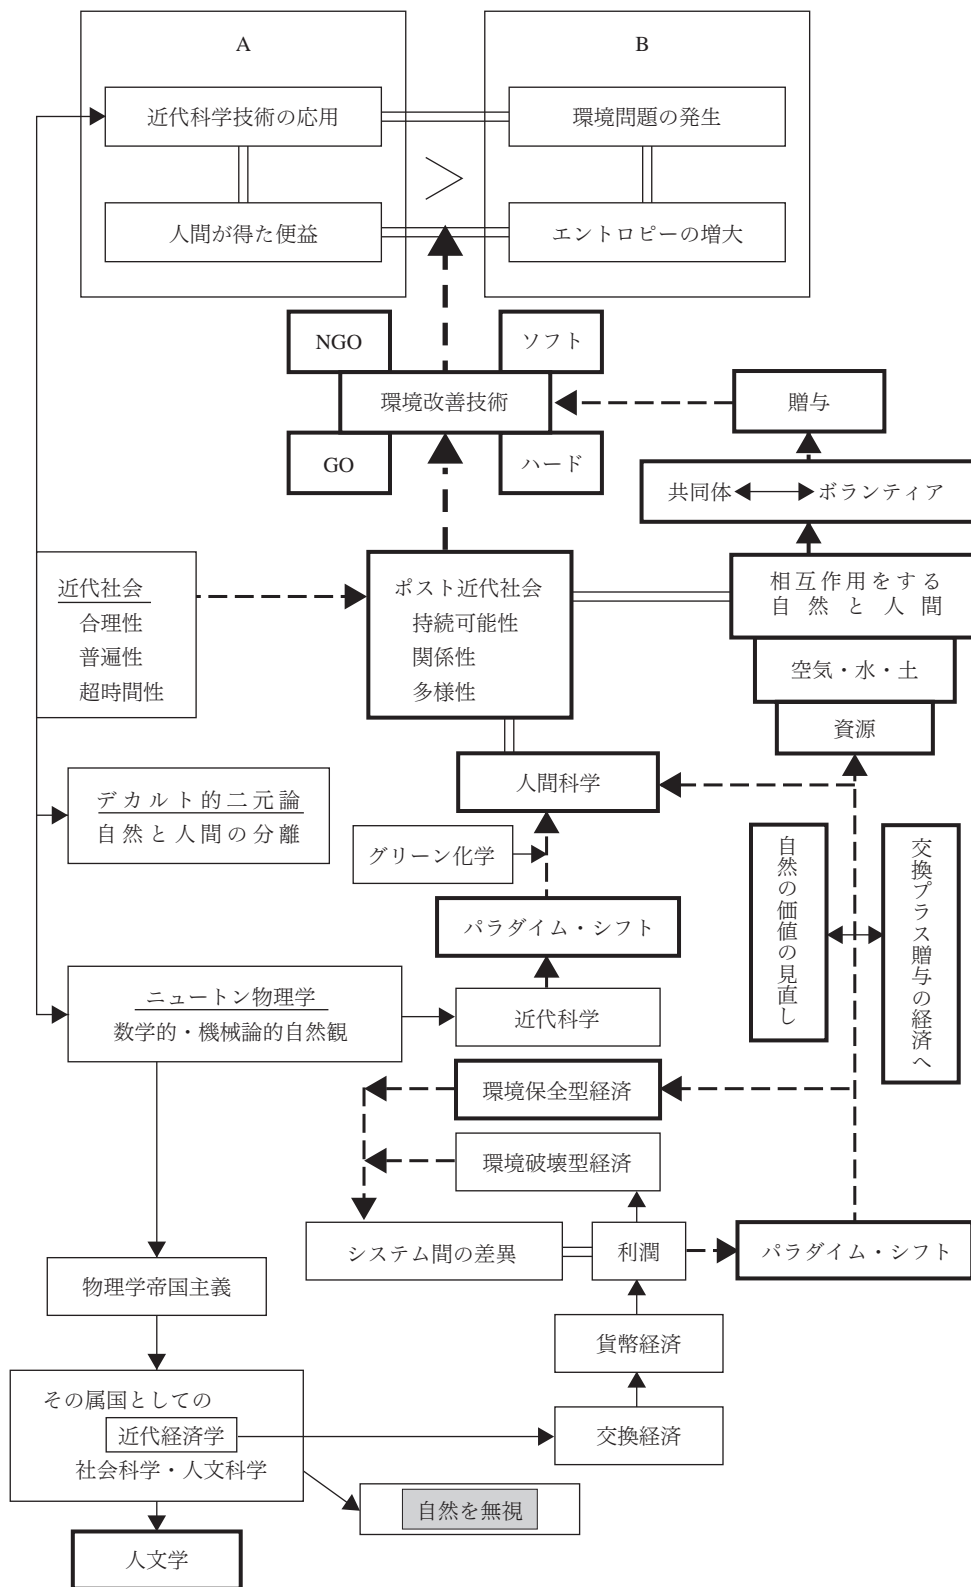 A
B
近代科学技術の応用
環境問題の発生
>
人間が得た便益
エントロピーの増大
NGO
ソフト
環境改善技術
贈与
GO
ハード
共同体
ボランティア
近代社会
合理性
普遍性
超時間性
ポスト近代社会
持続可能性
関係性
多様性
相互作用をする
自然と人間
空気・水・土
資源
人間科学
デカルト的二元論
自然と人間の分離
グリーン化学
自然の価値の見直し
交換プラス贈与の経済へ
パラダイム・シフト
ニュートン物理学
数学的・機械論的自然観
近代科学
環境保全型経済
環境破壊型経済
システム間の差異
利潤
パラダイム・シフト
物理学帝国主義
貨幣経済
その属国としての
近代経済学
社会科学・人文科学
交換経済
自然を無視
人文学